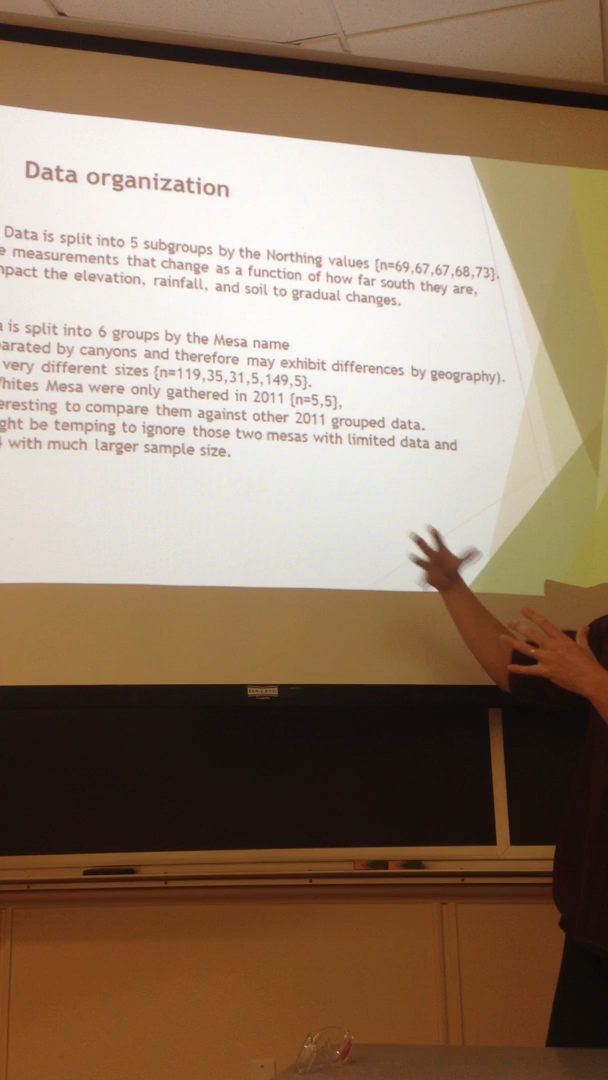 Data organization
Data is split into 5 subgroups by the Northing values {n=69,67,67,68,73}.
measurements that change as a function of how far south they are,
the elevation, rainfall, and soil to gradual changes.
is split into 6 groups by the Mesa name
by canyons and therefore may exhibit differences by geography).
very different sizes {n=119,35,31,5,149,5}.
Mesa were only gathered in 2011 {n=5,5},
to compare them against other 2011 grouped data.
be temping to ignore those two mesas with limited data and
with much larger sample size.